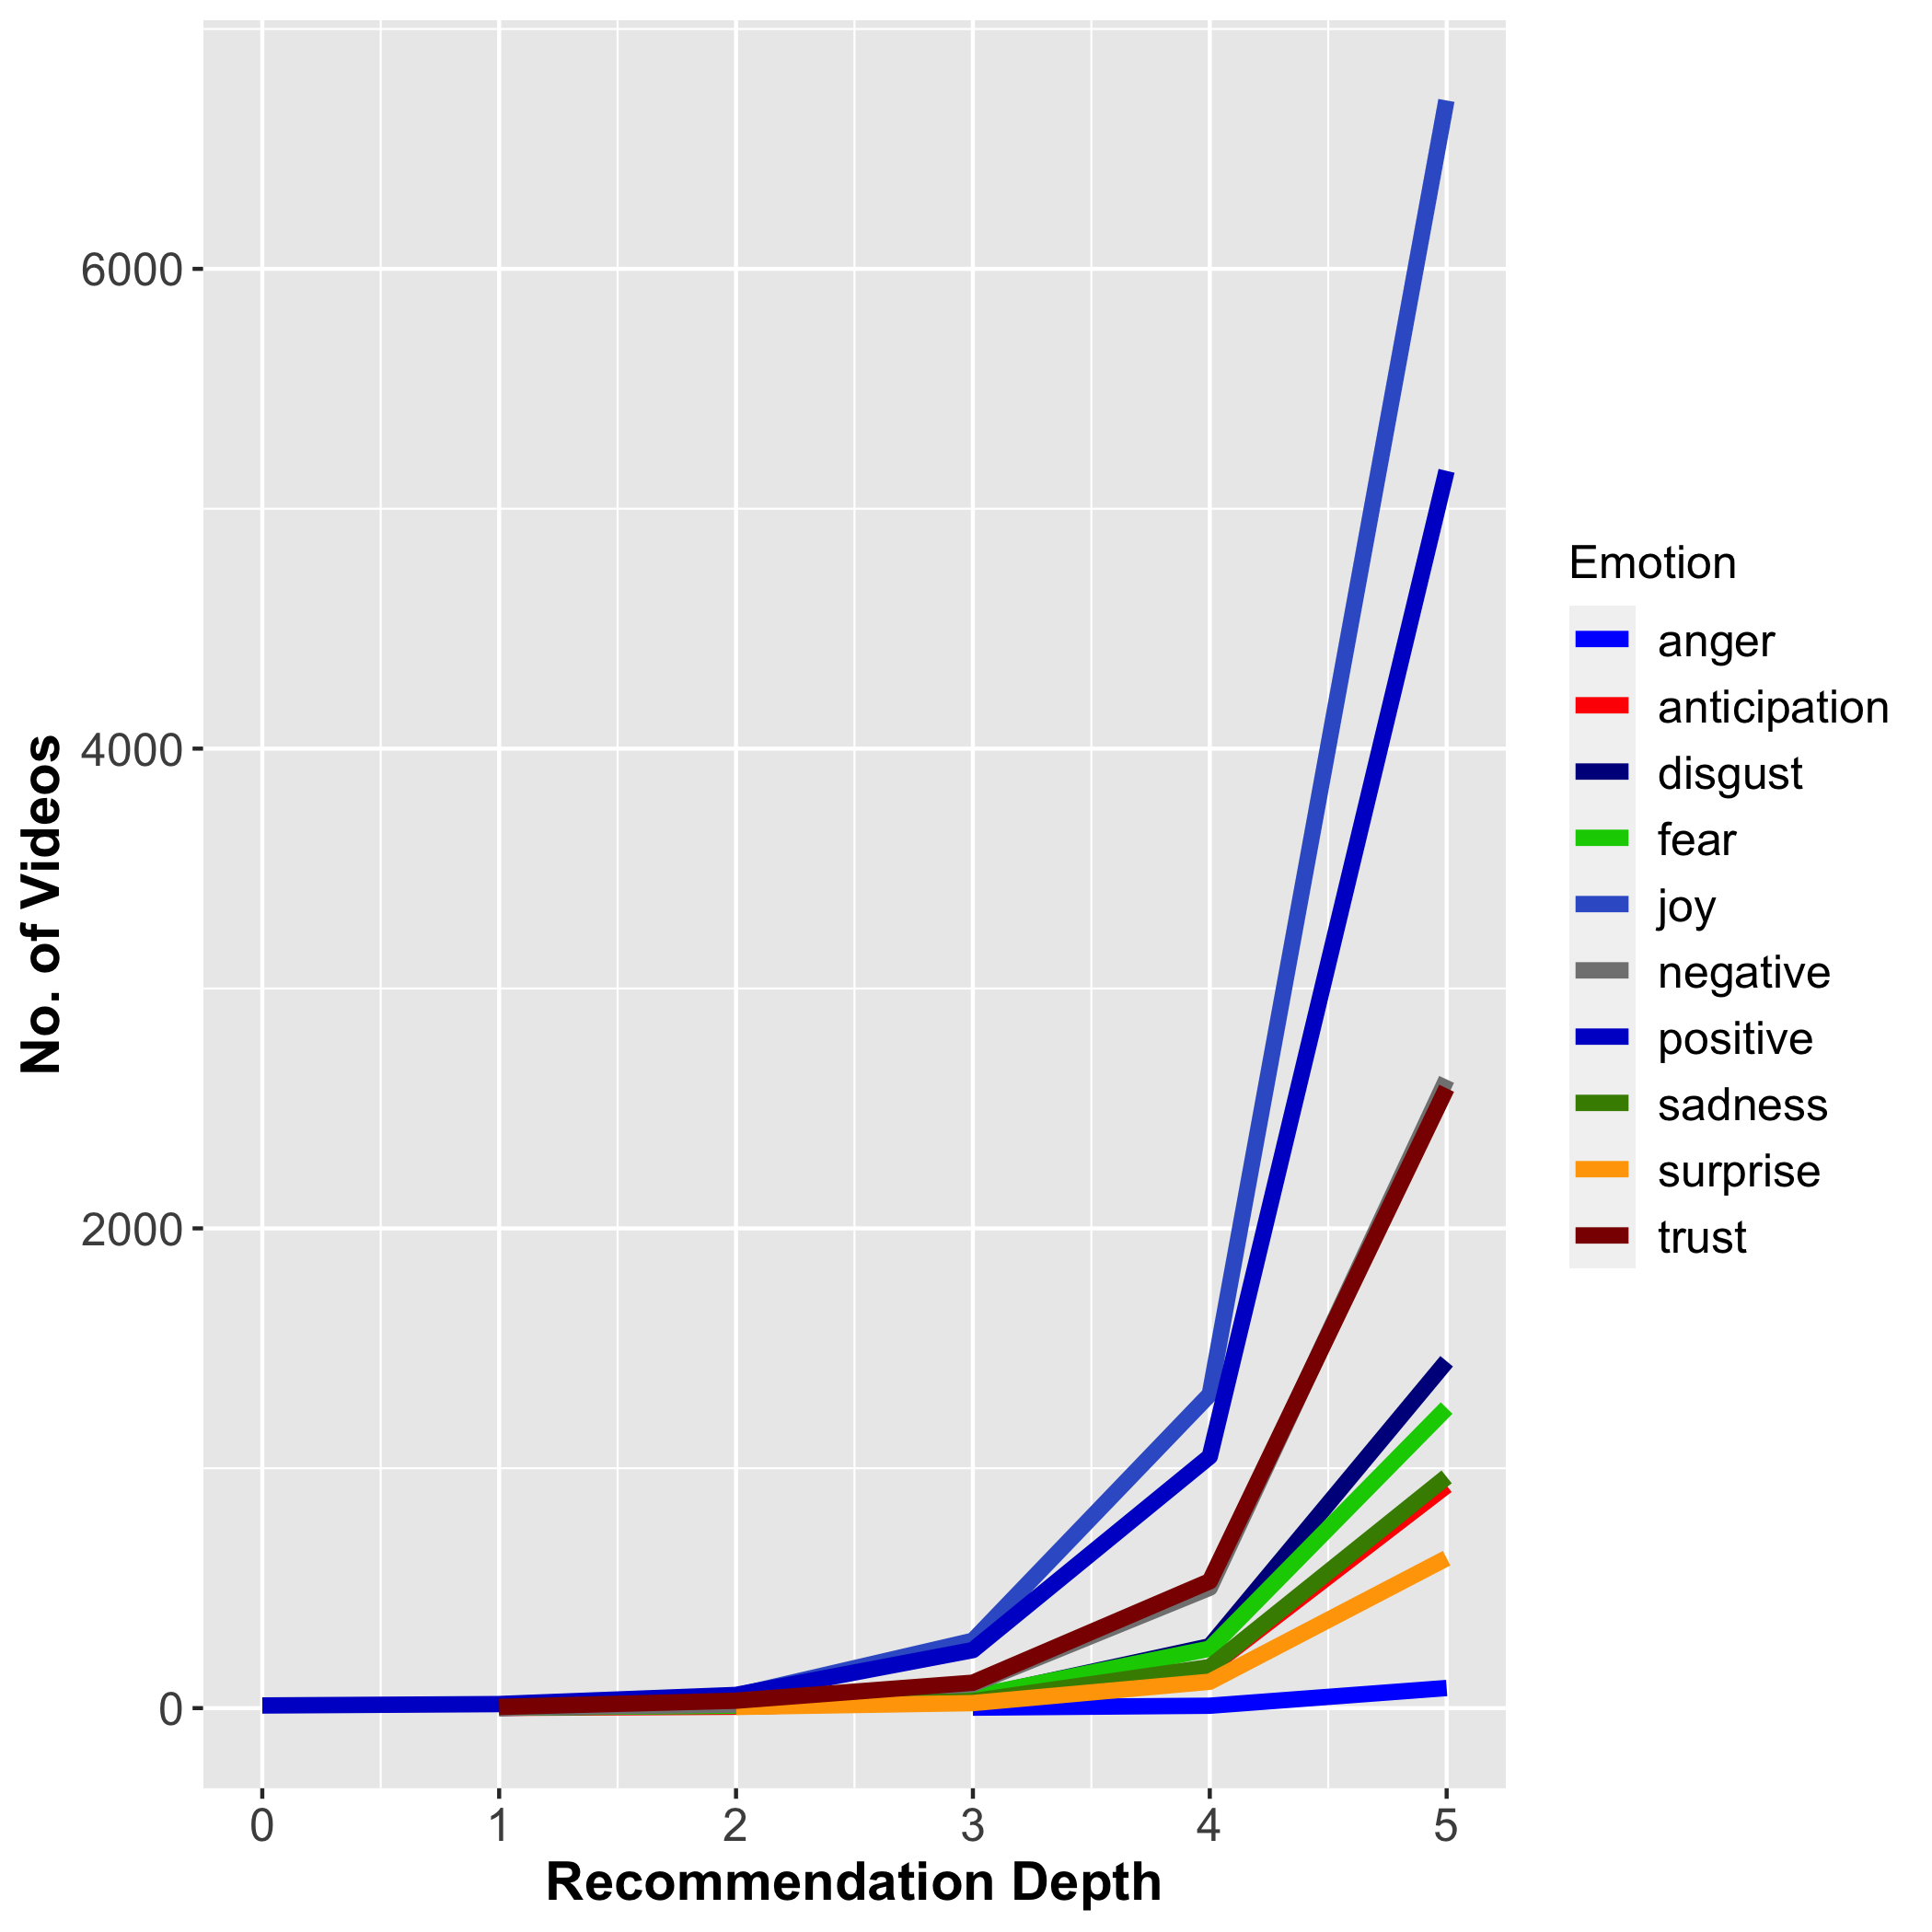 No. of Videos
6000
4000
2000
0
0 1 2 3 4 5
Recommendation Depth
Emotion
anger
anticipation
disgust
fear
joy
negative
positive
sadness
surprise
trust